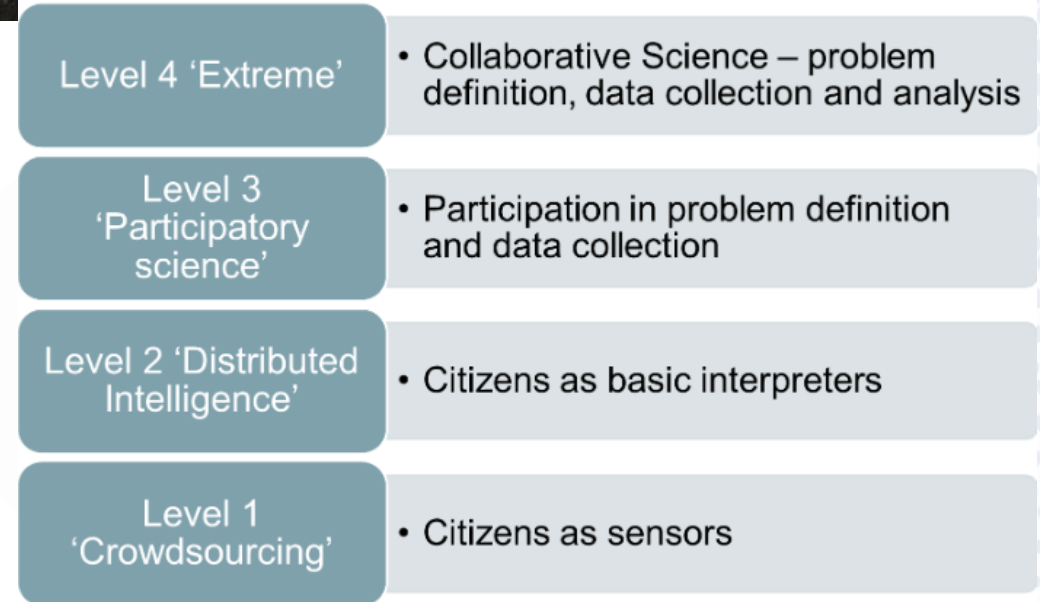 Level 4 ‘Extreme’
• Collaborative Science – problem
definition, data collection and analysis
Level 3
‘Participatory
science’
• Participation in problem definition
and data collection
Level 2 ‘Distributed
Intelligence’
• Citizens as basic interpreters
Level 1
‘Crowdsourcing’
• Citizens as sensors